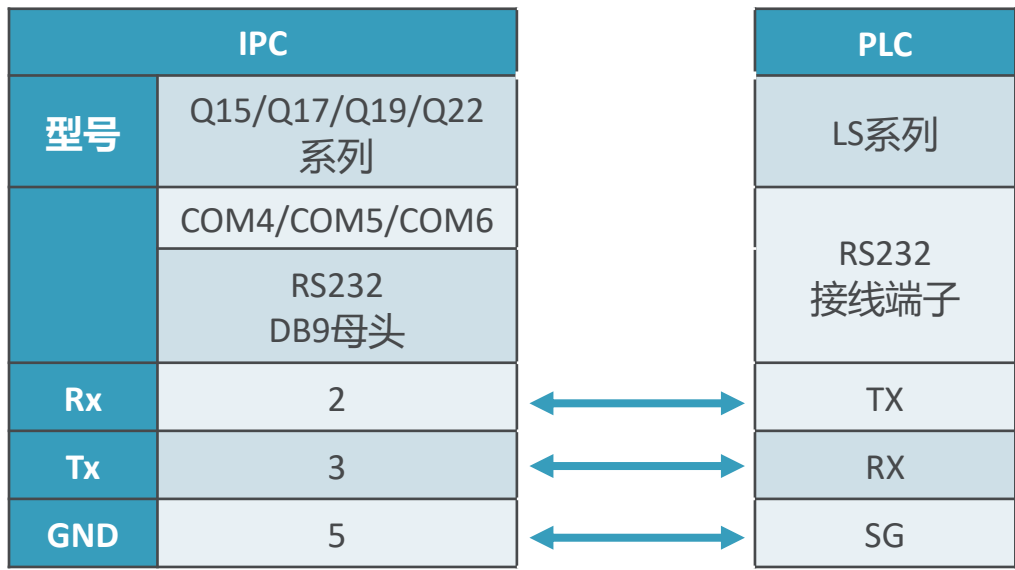 IPC
PLC
型号
Q15/Q17/Q19/Q22
系列
LS系列
COM4/COM5/COM6
RS232
DB9母头
RS232
接线端子
Rx
2
TX
Tx
3
RX
GND
5
SG